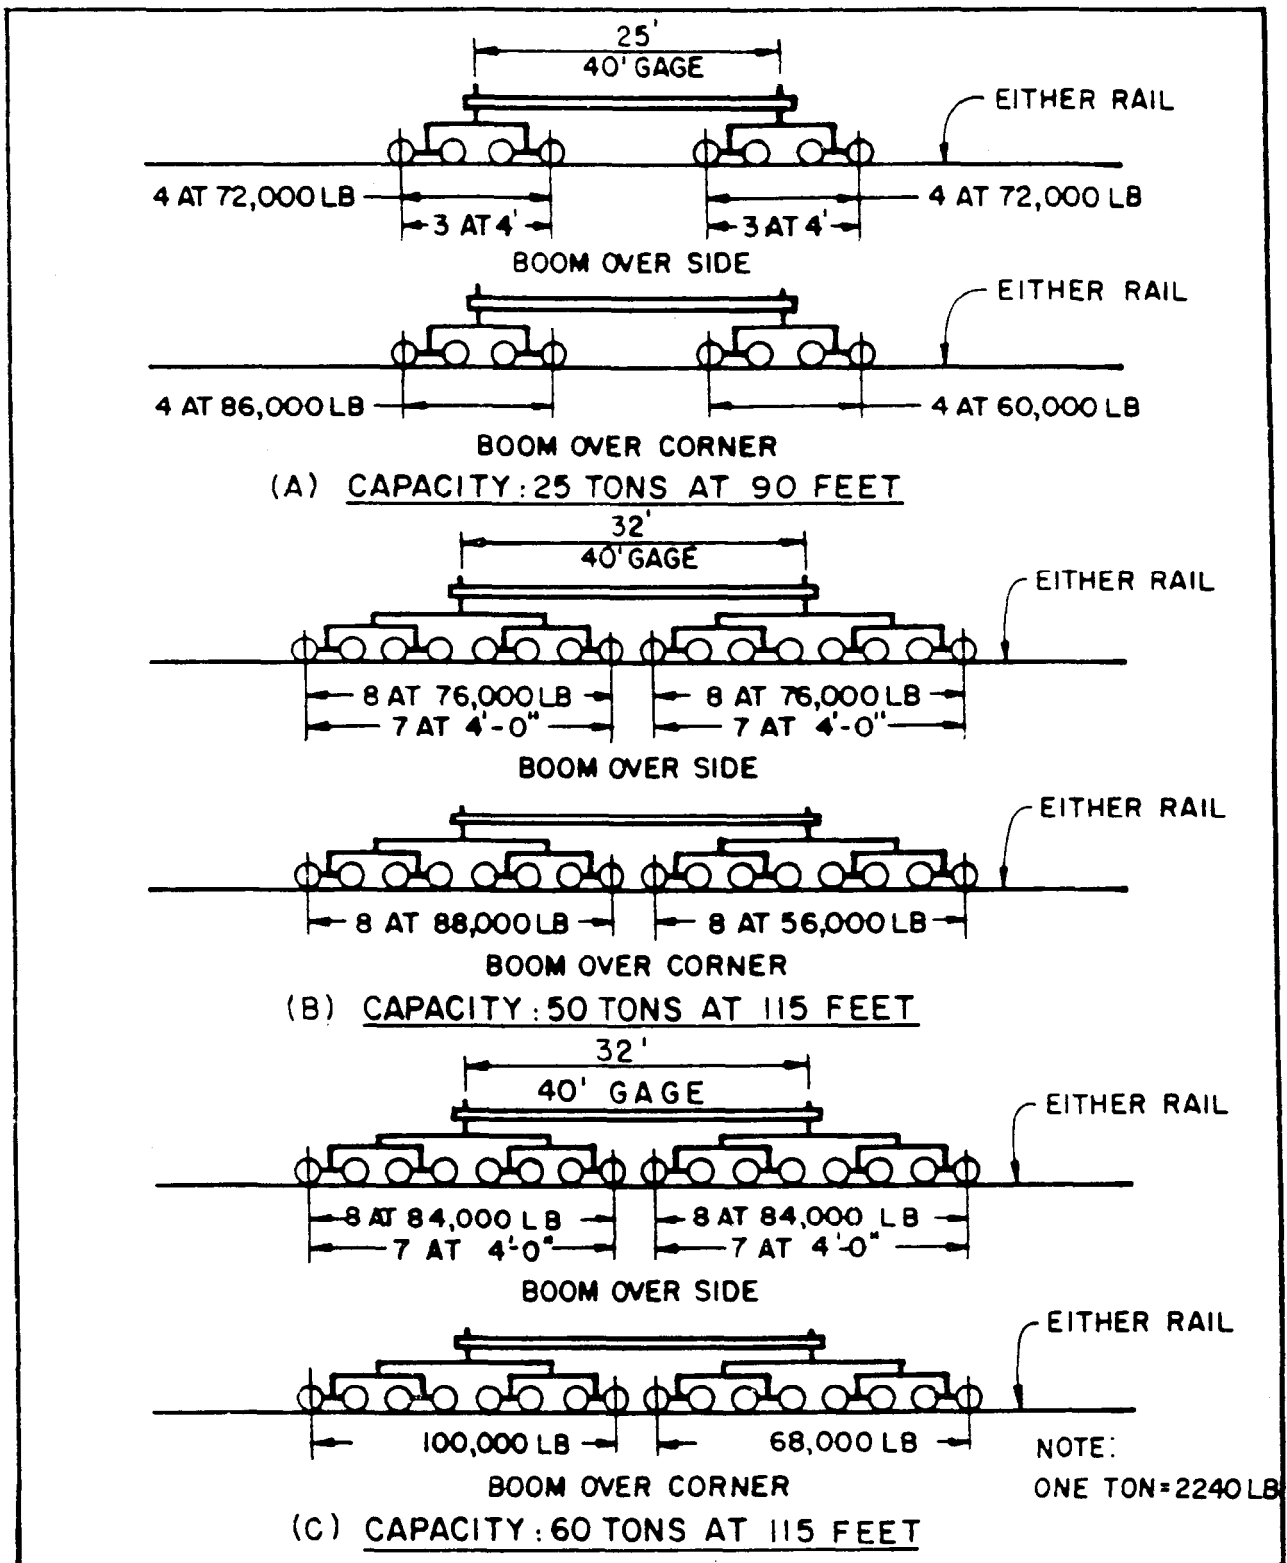 25'
40' GAGE
EITHER RAIL
4 AT 72,000 LB 4 AT 72,000 LB
3 AT 4' 3 AT 4'
BOOM OVER SIDE
EITHER RAIL
4 AT 86,000 LB 4 AT 60,000 LB
BOOM OVER CORNER
(A) CAPACITY: 25 TONS AT 90 FEET
32'
40' GAGE
EITHER RAIL
8 AT 76,000 LB 8 AT 76,000 LB
7 AT 4'-0" 7 AT 4'-0"
BOOM OVER SIDE
EITHER RAIL
8 AT 88,000 LB 8 AT 56,000 LB
BOOM OVER CORNER
(B) CAPACITY: 50 TONS AT 115 FEET
32'
40' GAGE
EITHER RAIL
8 AT 84,000 LB 8 AT 84,000 LB
7 AT 4'-0" 7 AT 4'-0"
BOOM OVER SIDE
EITHER RAIL
100,000 LB 68,000 LB
NOTE:
ONE TON = 2240 LB
BOOM OVER CORNER
(C) CAPACITY: 60 TONS AT 115 FEET